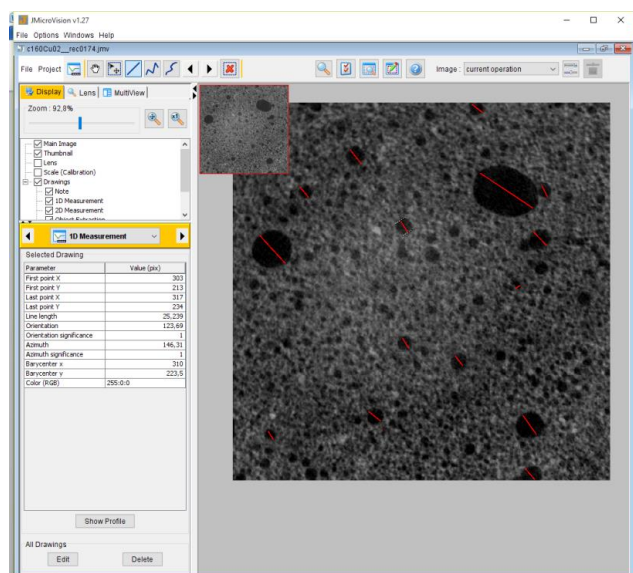 JMicroVision v1.27
File Options Windows Help
c160Cu02__rec0174.jmv
File Project Image : current operation
Display Lens MultiView
Zoom : 92,8%
Main Image
Thumbnail
Lens
Scale (Calibration)
Drawings
Note
1D Measurement
2D Measurement
Object Extraction
1D Measurement
Selected Drawing
Parameter Value (pix)
First point X 303
First point Y 213
Last point X 317
Last point Y 234
Line length 25,239
Orientation 123,69
Orientation significance 1
Azimuth 146,31
Azimuth significance 1
Barycenter x 310
Barycenter y 223,5
Color (RGB) 255:0:0
Show Profile
All Drawings
Edit Delete